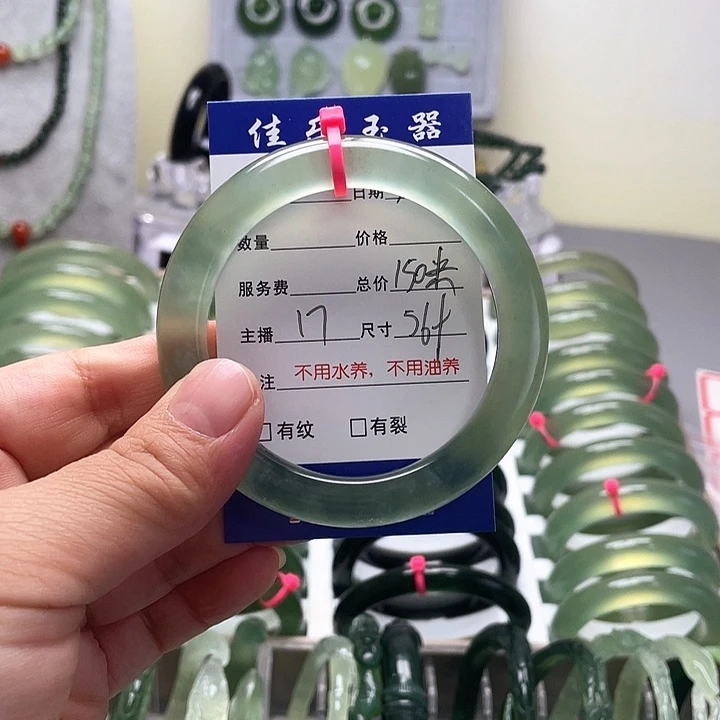 佳 玉器
日期
数量 价格
服务费 总价 150米
主播 17 尺寸 56+
注 不用水养，不用油养
□有纹 □有裂